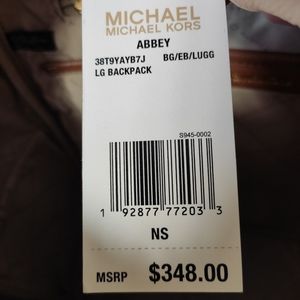 MICHAEL
MICHAEL KORS
ABBEY
38T9YAYB7J BG/EB/LUGG
LG BACKPACK
S945-0002
1 92877 77203 3
NS
MSRP $348.00